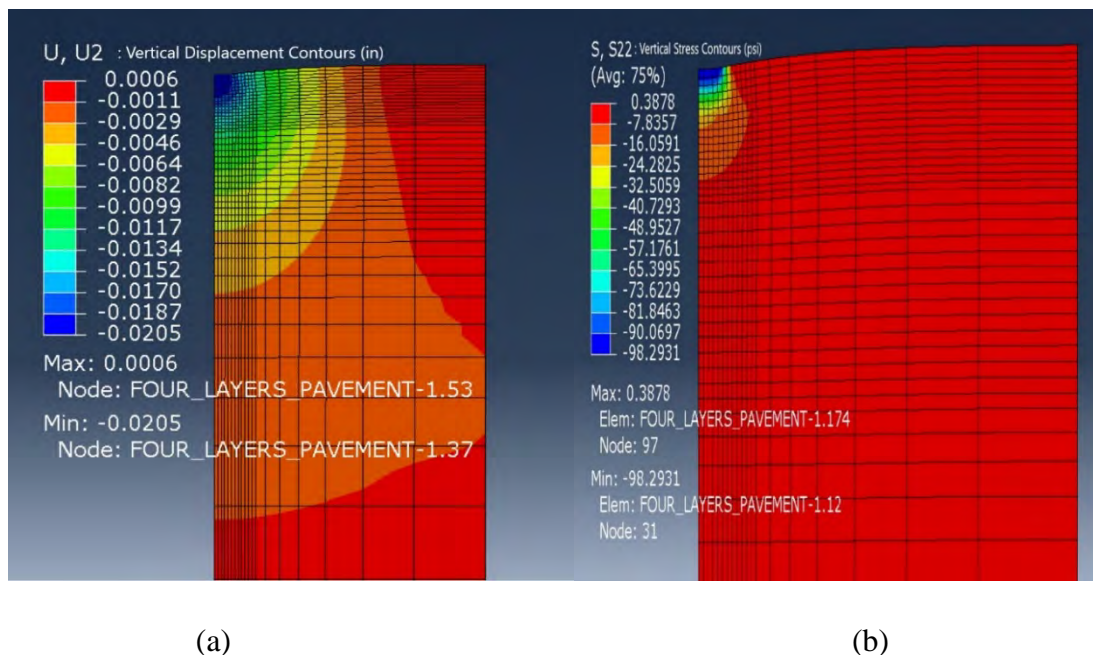 U, U2 : Vertical Displacement Contours (in)
0.0006
-0.0011
-0.0029
-0.0046
-0.0064
-0.0082
-0.0099
-0.0117
-0.0134
-0.0152
-0.0170
-0.0187
-0.0205
Max: 0.0006
Node: FOUR_LAYERS_PAVEMENT-1.53
Min: -0.0205
Node: FOUR_LAYERS_PAVEMENT-1.37
S, S22 : Vertical Stress Contours (psi)
(Avg: 75%)
0.3878
-7.8357
-16.0591
-24.2825
-32.5059
-40.7293
-48.9527
-57.1761
-65.3995
-73.6229
-81.8463
-90.0697
-98.2931
Max: 0.3878
Elem: FOUR_LAYERS_PAVEMENT-1.174
Node: 97
Min: -98.2931
Elem: FOUR_LAYERS_PAVEMENT-1.12
Node: 31
(a)
(b)